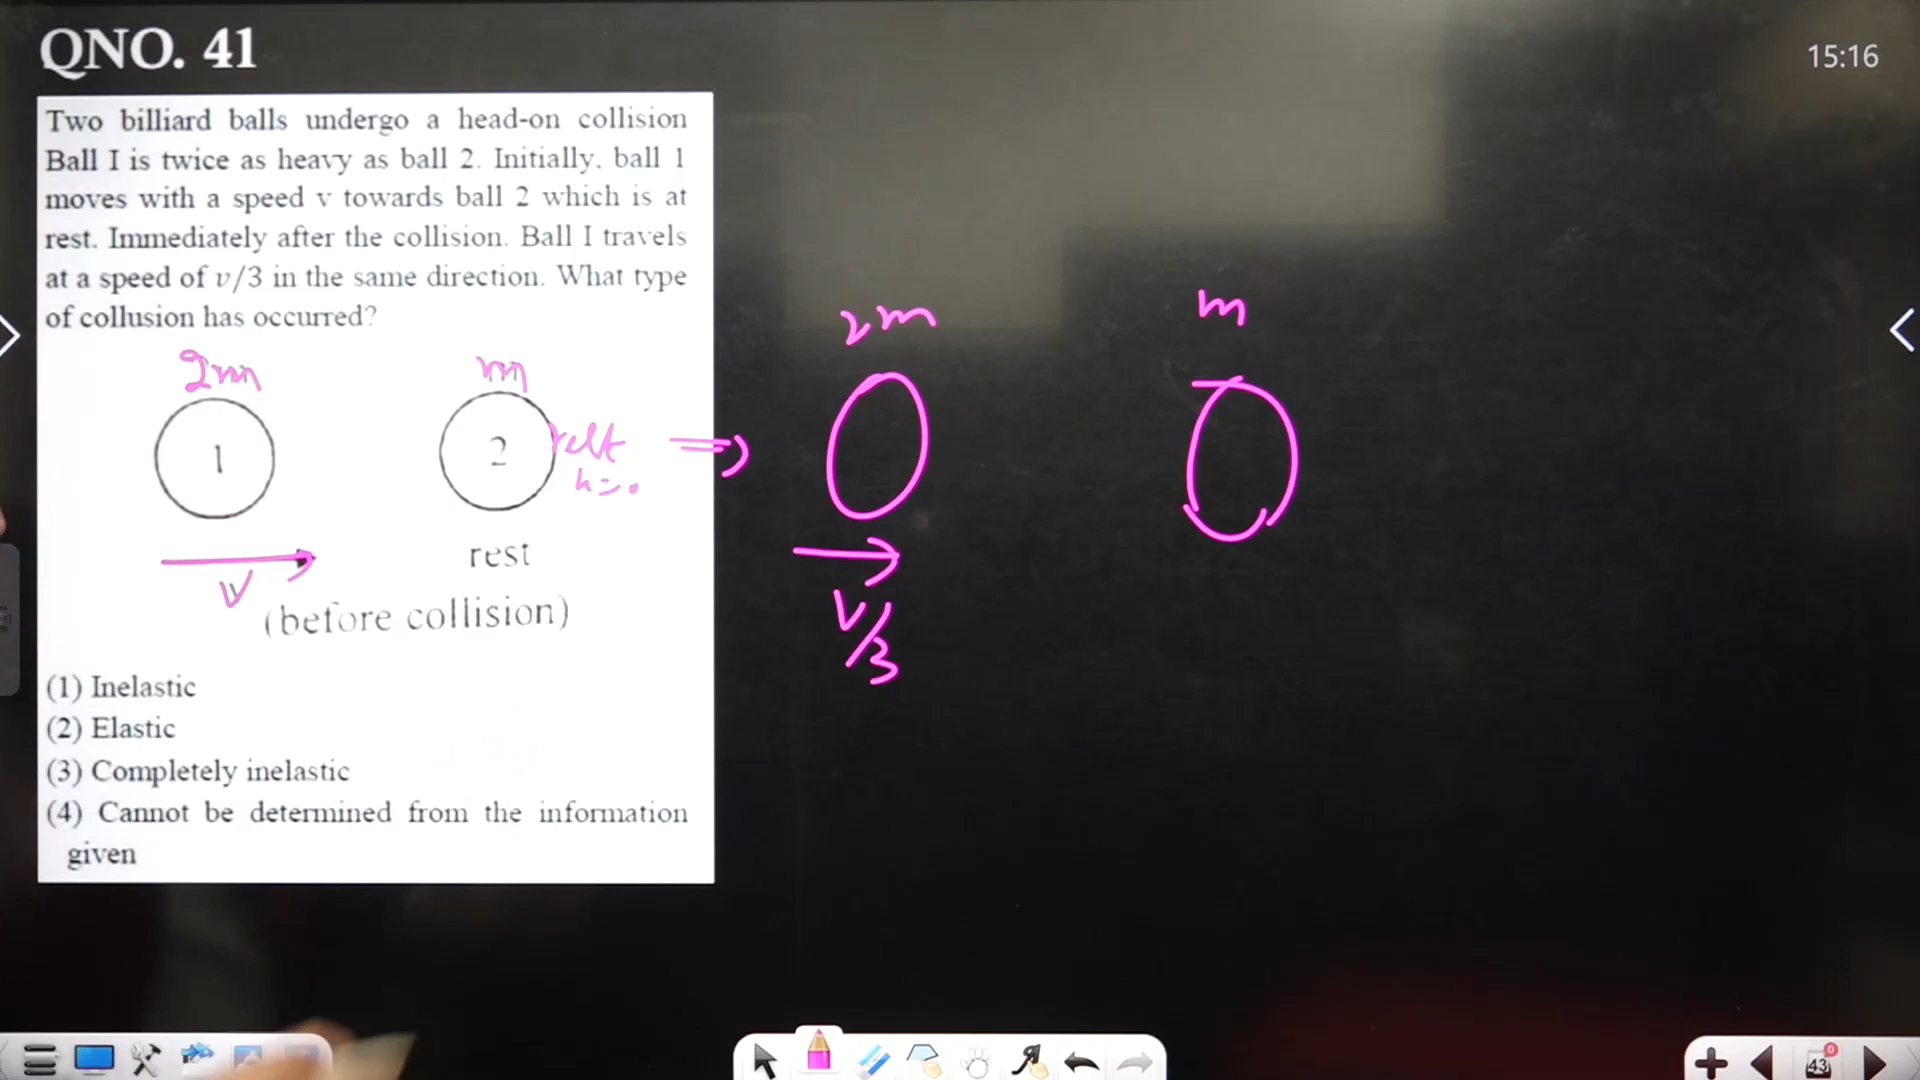 QNO. 41
15:16
Two billiard balls undergo a head-on collision
Ball I is twice as heavy as ball 2. Initially. ball 1
moves with a speed v towards ball 2 which is at
rest. Immediately after the collision. Ball I travels
at a speed of v/3 in the same direction. What type
of collusion has occurred?
2m
m
1
2
rest
V
rest
(before collision)
(1) Inelastic
(2) Elastic
(3) Completely inelastic
(4) Cannot be determined from the information
given
⇒
2m
m
V/3
43
0